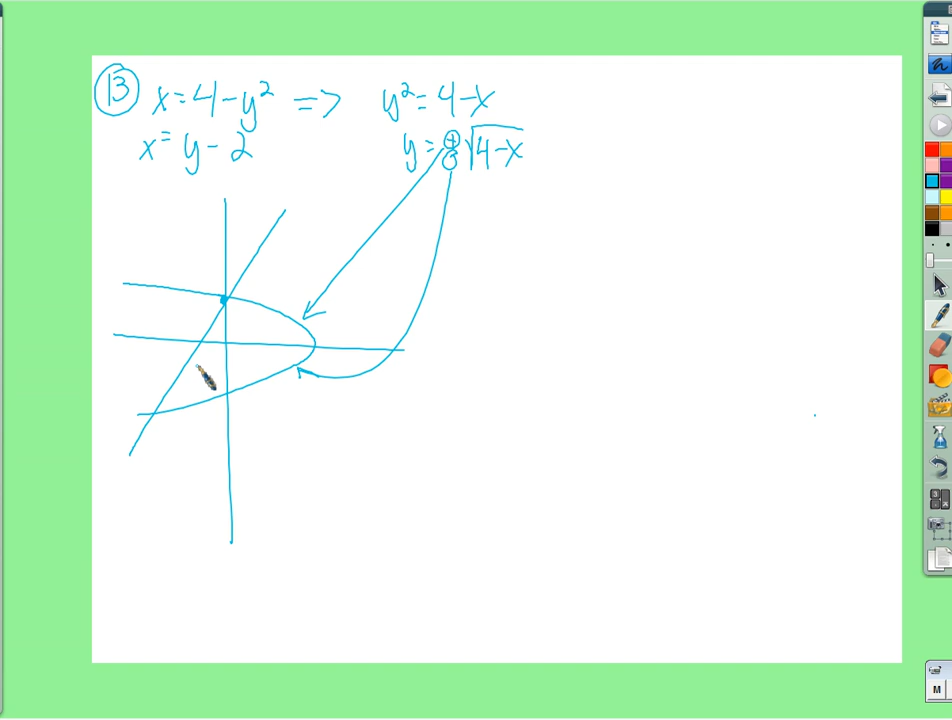 13 x = 4 - y² => y² = 4 - x
x = y - 2 y = ± √4 - x
M